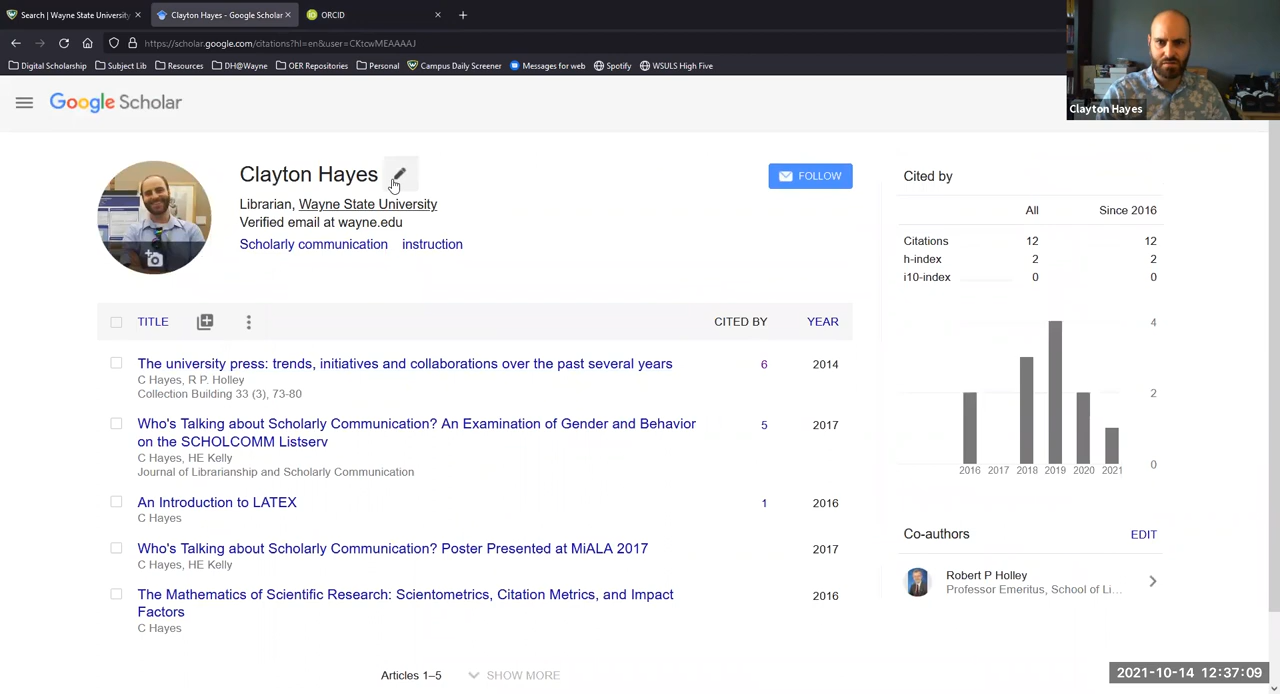 Search | Wayne State University
Clayton Hayes - Google Scholar
ORCID
https://scholar.google.com/citations?hl=en&user=CKtcwMEAAAAJ
Digital Scholarship
Subject Lib
Resources
DH@Wayne
OER Repositories
Personal
Campus Daily Screener
Messages for web
Spotify
WSULS High Five
Clayton Hayes
Google Scholar
Clayton Hayes
FOLLOW
Librarian, Wayne State University
Verified email at wayne.edu
Scholarly communication instruction
TITLE CITED BY YEAR
The university press: trends, initiatives and collaborations over the past several years 6 2014
C Hayes, R P. Holley
Collection Building 33 (3), 73-80
Who's Talking about Scholarly Communication? An Examination of Gender and Behavior 5 2017
on the SCHOLCOMM Listserv
C Hayes, HE Kelly
Journal of Librarianship and Scholarly Communication
An Introduction to LATEX 1 2016
C Hayes
Who's Talking about Scholarly Communication? Poster Presented at MiALA 2017 2017
C Hayes, HE Kelly
The Mathematics of Scientific Research: Scientometrics, Citation Metrics, and Impact 2016
Factors
C Hayes
Articles 1–5 SHOW MORE
Cited by
All Since 2016
Citations 12 12
h-index 2 2
i10-index 0 0
4
2
0
2016 2017 2018 2019 2020 2021
Co-authors EDIT
Robert P Holley
Professor Emeritus, School of Li...
2021-10-14 12:37:09